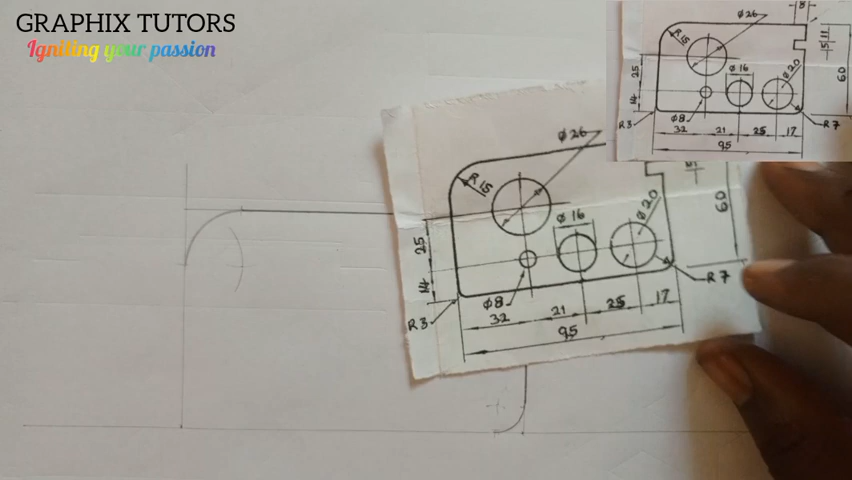 GRAPHIX TUTORS
Igniting your passion
Ø26
8
R15
11
5
25
Ø16
Ø20
60
14
Ø8
R3
R7
32
21
25
17
95
Ø26
R15
25
Ø16
Ø20
60
14
Ø8
R3
R7
32
21
25
17
95